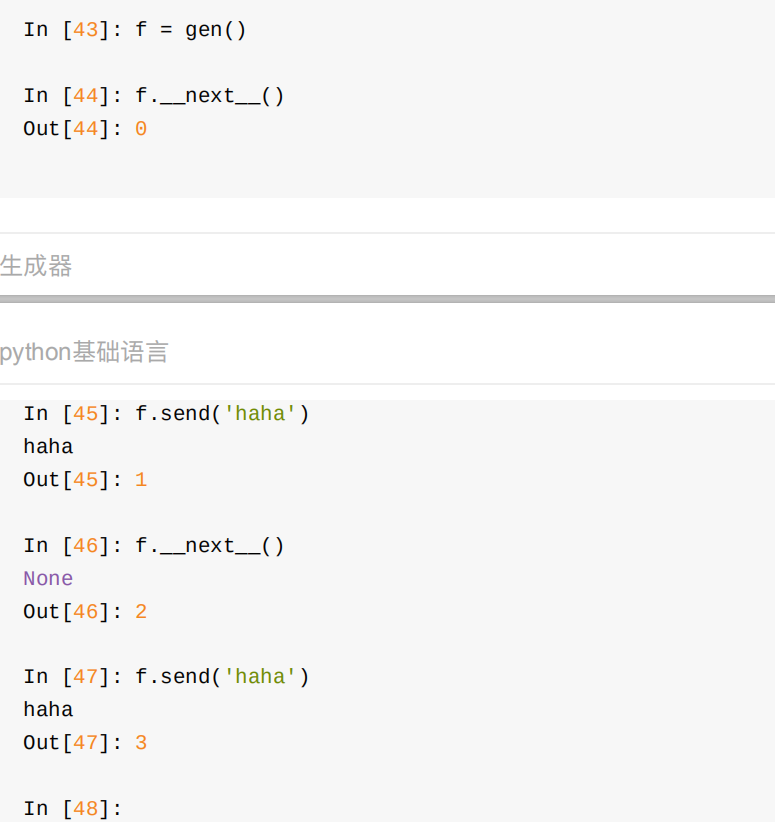 In [43]: f = gen()
In [44]: f.__next__()
Out[44]: 0
生成器
python基础语言
In [45]: f.send('haha')
haha
Out[45]: 1
In [46]: f.__next__()
None
Out[46]: 2
In [47]: f.send('haha')
haha
Out[47]: 3
In [48]: